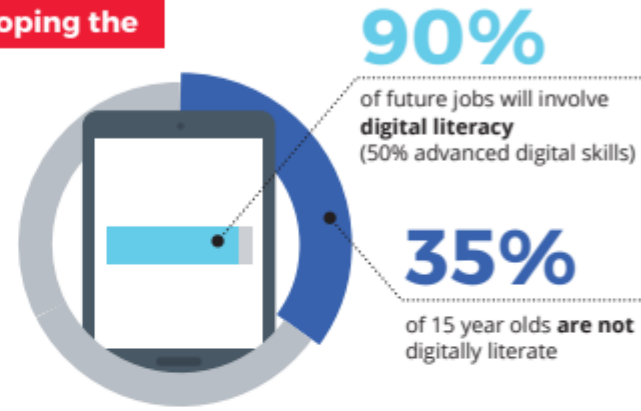 oping the
90%
of future jobs will involve
digital literacy
(50% advanced digital skills)
35%
of 15 year olds are not
digitally literate